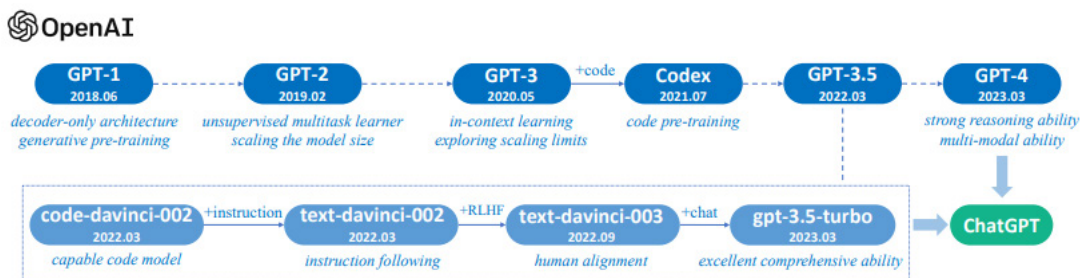 OpenAI
GPT-1
2018.06
decoder-only architecture
generative pre-training
GPT-2
2019.02
unsupervised multitask learner
scaling the model size
GPT-3
2020.05
in-context learning
exploring scaling limits
+code
Codex
2021.07
code pre-training
GPT-3.5
2022.03
GPT-4
2023.03
strong reasoning ability
multi-modal ability
code-davinci-002
2022.03
capable code model
+instruction
text-davinci-002
2022.03
instruction following
+RLHF
text-davinci-003
2022.09
human alignment
+chat
gpt-3.5-turbo
2023.03
excellent comprehensive ability
ChatGPT